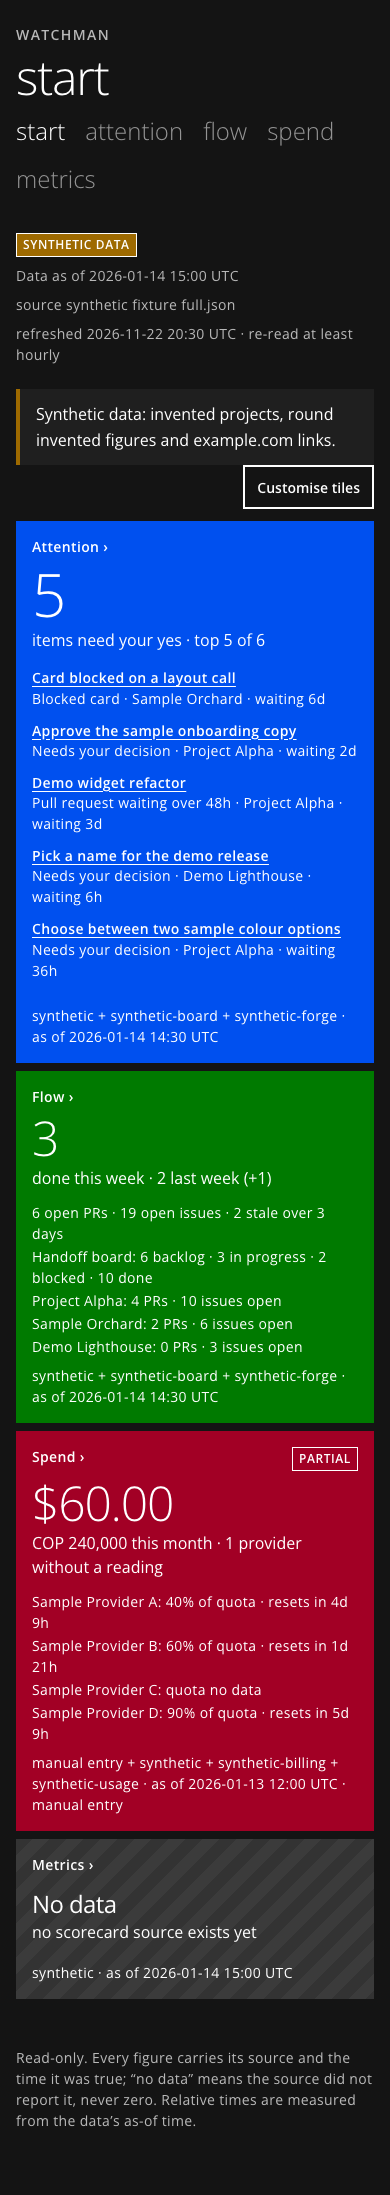 WATCHMAN
start
start attention flow spend
metrics
SYNTHETIC DATA
Data as of 2026-01-14 15:00 UTC
source synthetic fixture full.json
refreshed 2026-11-22 20:30 UTC · re-read at least
hourly
Synthetic data: invented projects, round
invented figures and example.com links.
Customise tiles
Attention ›
5
items need your yes · top 5 of 6
Card blocked on a layout call
Blocked card · Sample Orchard · waiting 6d
Approve the sample onboarding copy
Needs your decision · Project Alpha · waiting 2d
Demo widget refactor
Pull request waiting over 48h · Project Alpha ·
waiting 3d
Pick a name for the demo release
Needs your decision · Demo Lighthouse ·
waiting 6h
Choose between two sample colour options
Needs your decision · Project Alpha · waiting
36h
synthetic + synthetic-board + synthetic-forge ·
as of 2026-01-14 14:30 UTC
Flow ›
3
done this week · 2 last week (+1)
6 open PRs · 19 open issues · 2 stale over 3
days
Handoff board: 6 backlog · 3 in progress · 2
blocked · 10 done
Project Alpha: 4 PRs · 10 issues open
Sample Orchard: 2 PRs · 6 issues open
Demo Lighthouse: 0 PRs · 3 issues open
synthetic + synthetic-board + synthetic-forge ·
as of 2026-01-14 14:30 UTC
Spend ›
PARTIAL
$60.00
COP 240,000 this month · 1 provider
without a reading
Sample Provider A: 40% of quota · resets in 4d
9h
Sample Provider B: 60% of quota · resets in 1d
21h
Sample Provider C: quota no data
Sample Provider D: 90% of quota · resets in 5d
9h
manual entry + synthetic + synthetic-billing +
synthetic-usage · as of 2026-01-13 12:00 UTC ·
manual entry
Metrics ›
No data
no scorecard source exists yet
synthetic · as of 2026-01-14 15:00 UTC
Read-only. Every figure carries its source and the
time it was true; “no data” means the source did not
report it, never zero. Relative times are measured
from the data’s as-of time.